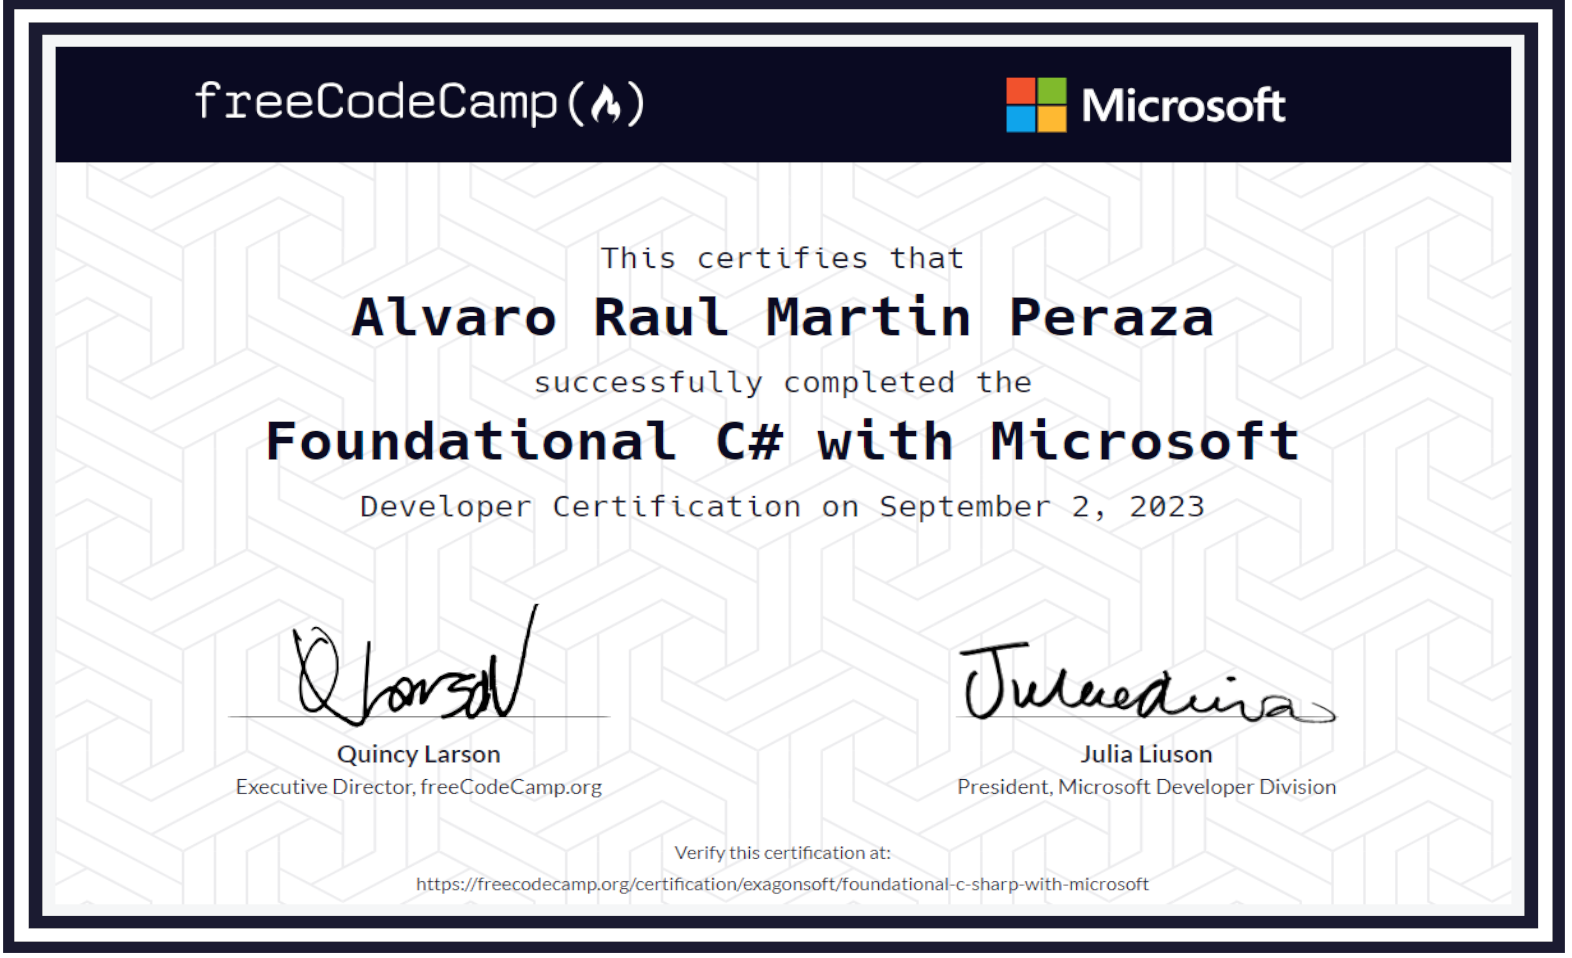 freeCodeCamp(🔥) Microsoft
This certifies that
Alvaro Raul Martin Peraza
successfully completed the
Foundational C# with Microsoft
Developer Certification on September 2, 2023
Quincy Larson
Executive Director, freeCodeCamp.org
Julia Liuson
President, Microsoft Developer Division
Verify this certification at:
https://freecodecamp.org/certification/exagonsoft/foundational-c-sharp-with-microsoft